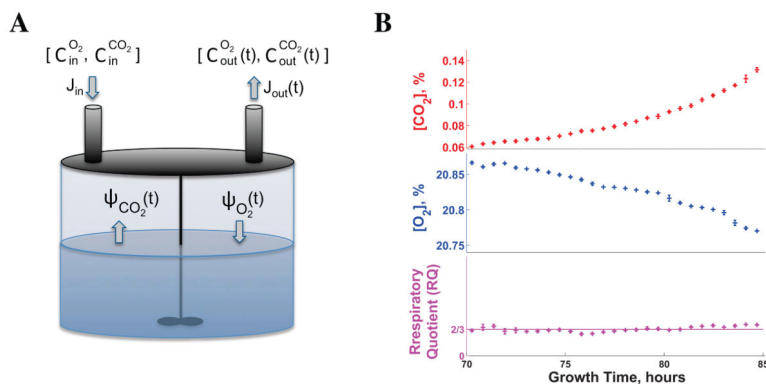 A
[ C_in^O2, C_in^CO2 ]
[ C_out^O2(t), C_out^CO2(t) ]
J_in
J_out(t)
Ψ_CO2(t)
Ψ_O2(t)
B
[CO2], %
0.14
0.12
0.1
0.08
0.06
[O2], %
20.85
20.8
20.75
Rrespiratory
Quotient (RQ)
2/3
0
70
75
80
85
Growth Time, hours